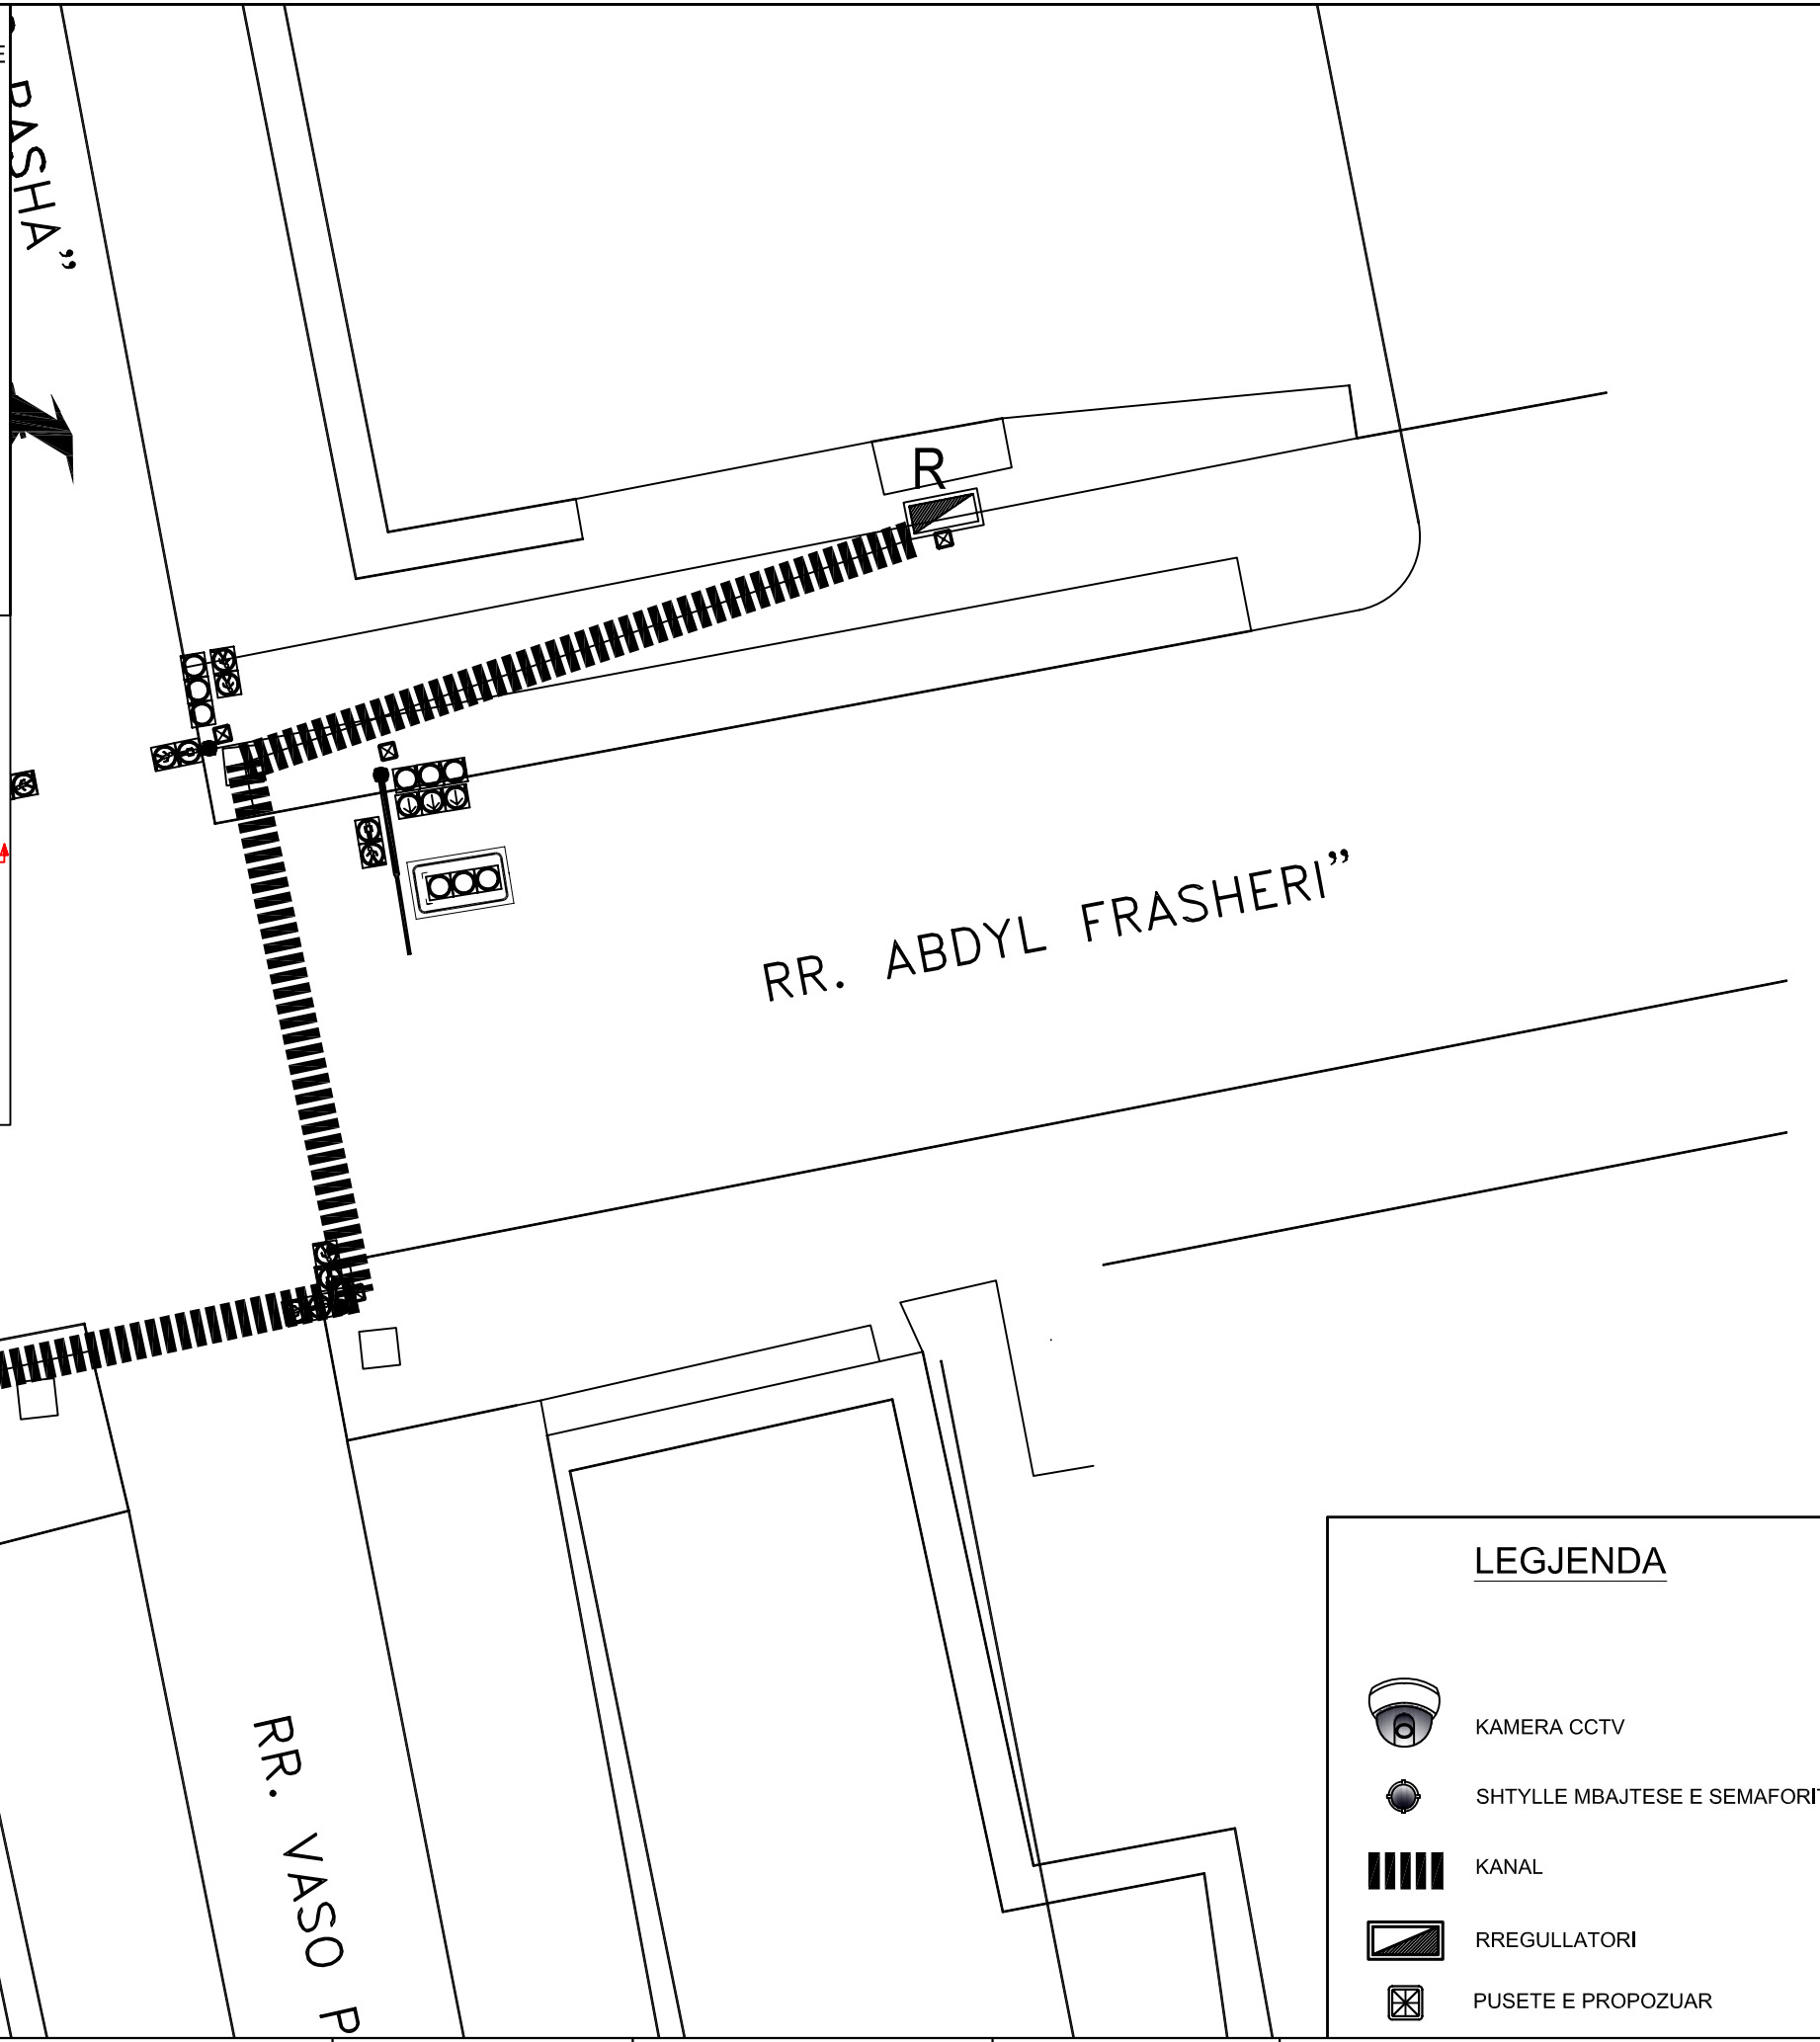 PASHA”
R
RR. ABDYL FRASHERI”
RR. VASO P
LEGJENDA
KAMERA CCTV
SHTYLLE MBAJTESE E SEMAFORIT
KANAL
RREGULLATORI
PUSETE E PROPOZUAR